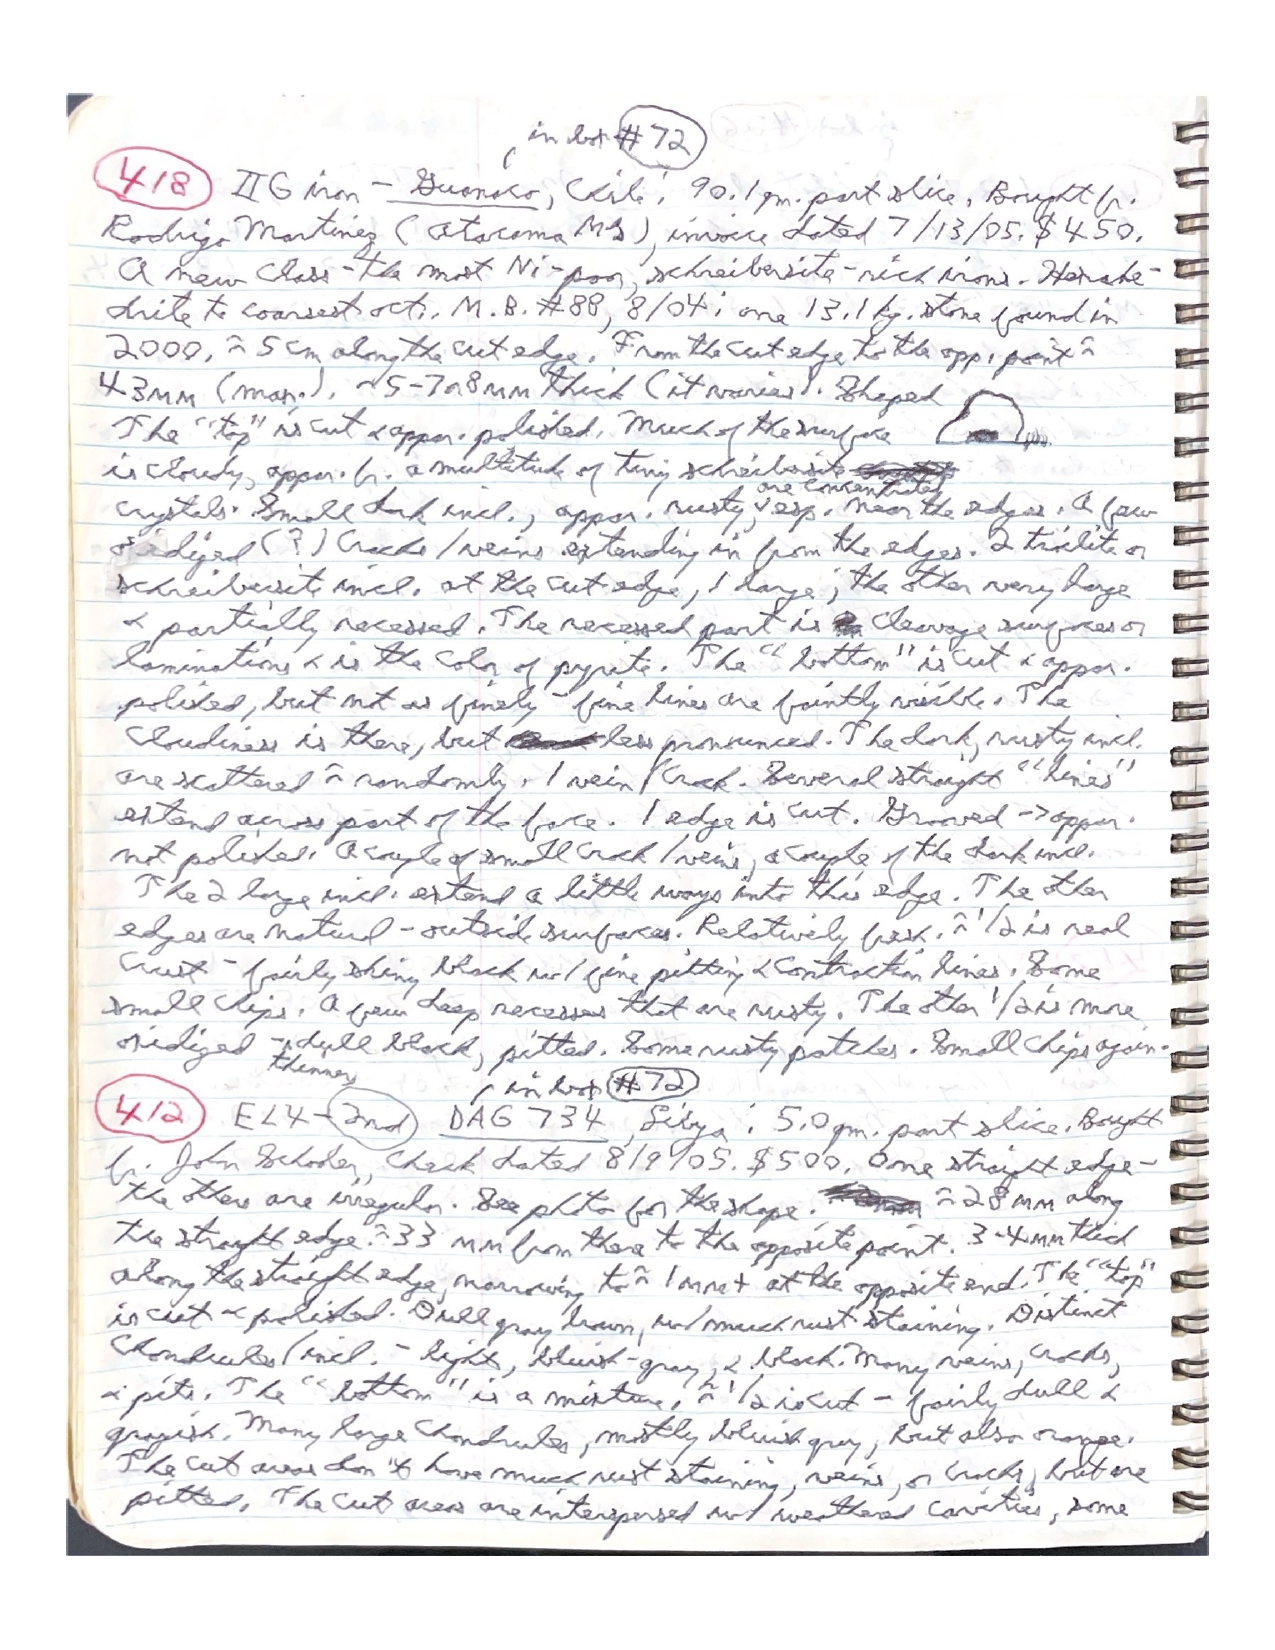 in box #72
418 IIG iron - Guanaco, Chile; 90.1 gm. part slice. Bought fr.
Rodrigo Martinez (Atacama Ms), invoice dated 7/13/05. $450.
A new class - the most Ni-poor, schreibersite-rich irons. Hexahe-
drite to coarsest oct. M.B. #88, 8/04; one 13.1 kg. stone found in
2000. ≈ 5 cm along the cut edge. From the cut edge to the opp. point ≈
43mm (max.). ~5-7or8mm thick (it varies). Shaped
The "top" is cut & appar. polished. Much of the surface
is cloudy, appar. fr. a multitude of tiny schreibersite
are concentrated
crystals. Small dark incl., appar. rusty, esp. near the edges. A few
oxidized (?) cracks/veins extending in from the edges. 2 troilite or
schreibersite incl. at the cut edge, 1 large; the other very large
& partially recessed. The recessed part is cleavage surfaces or
laminations & is the color of pyrite. The "bottom" is cut & appar.
polished, but not as finely - fine lines are faintly visible. The
cloudiness is there, but less pronounced. The dark, rusty incl.
are scattered ≈ randomly. 1 vein/crack. Several straight "lines"
extend across part of the face. 1 edge is cut. Grooved -> appar.
not polished. A couple of small crack/veins, a couple of the dark incl.
The 2 large incl. extend a little ways into this edge. The other
edges are natural - outside surfaces. Relatively fresh. ≈ 1/2 is real
crust - fairly shiny black w/ fine pitting & contraction lines. Some
small chips. A few deep recesses that are rusty. The other 1/2 is more
oxidized -> dull black, pitted. Some rusty patches. Small chips again.
thinner
in box #72
412 EL4 - 2nd DAG 734, Libya; 5.0 gm. part slice. Bought
fr. John Schooler, check dated 8/9/05. $500. One straight edge -
the others are irregular. See photo for the shape. ≈28mm along
the straight edge. ≈33 mm from there to the opposite point. 3-4mm thick
along the straight edge, narrowing to ≈ 1mm+ at the opposite end. The "top"
is cut & polished. Dull gray brown, w/ much rust staining. Distinct
chondrules/incl. - light, bluish-gray, & black. Many veins, cracks,
& pits. The "bottom" is a mixture. ≈ 1/2 is cut - fairly dull &
grayish. Many large chondrules, mostly bluish gray, but also orange.
The cut areas don't have much rust staining, veins, or cracks, but are
pitted. The cut areas are interspersed w/ weathered cavities, some